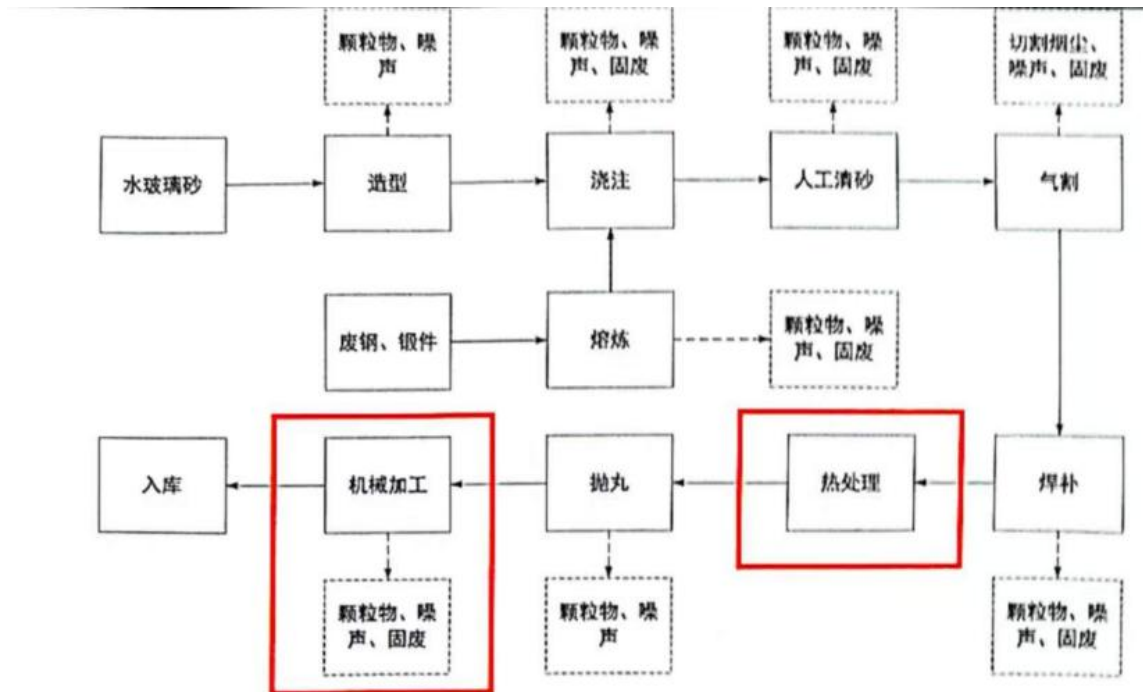 颗粒物、噪
声
颗粒物、噪
声、固废
颗粒物、噪
声、固废
切割烟尘、
噪声、固废
水玻璃砂
造型
浇注
人工清砂
气割
废钢、锻件
熔炼
颗粒物、噪
声、固废
入库
机械加工
抛丸
热处理
焊补
颗粒物、噪
声、固废
颗粒物、噪
声
颗粒物、噪
声、固废